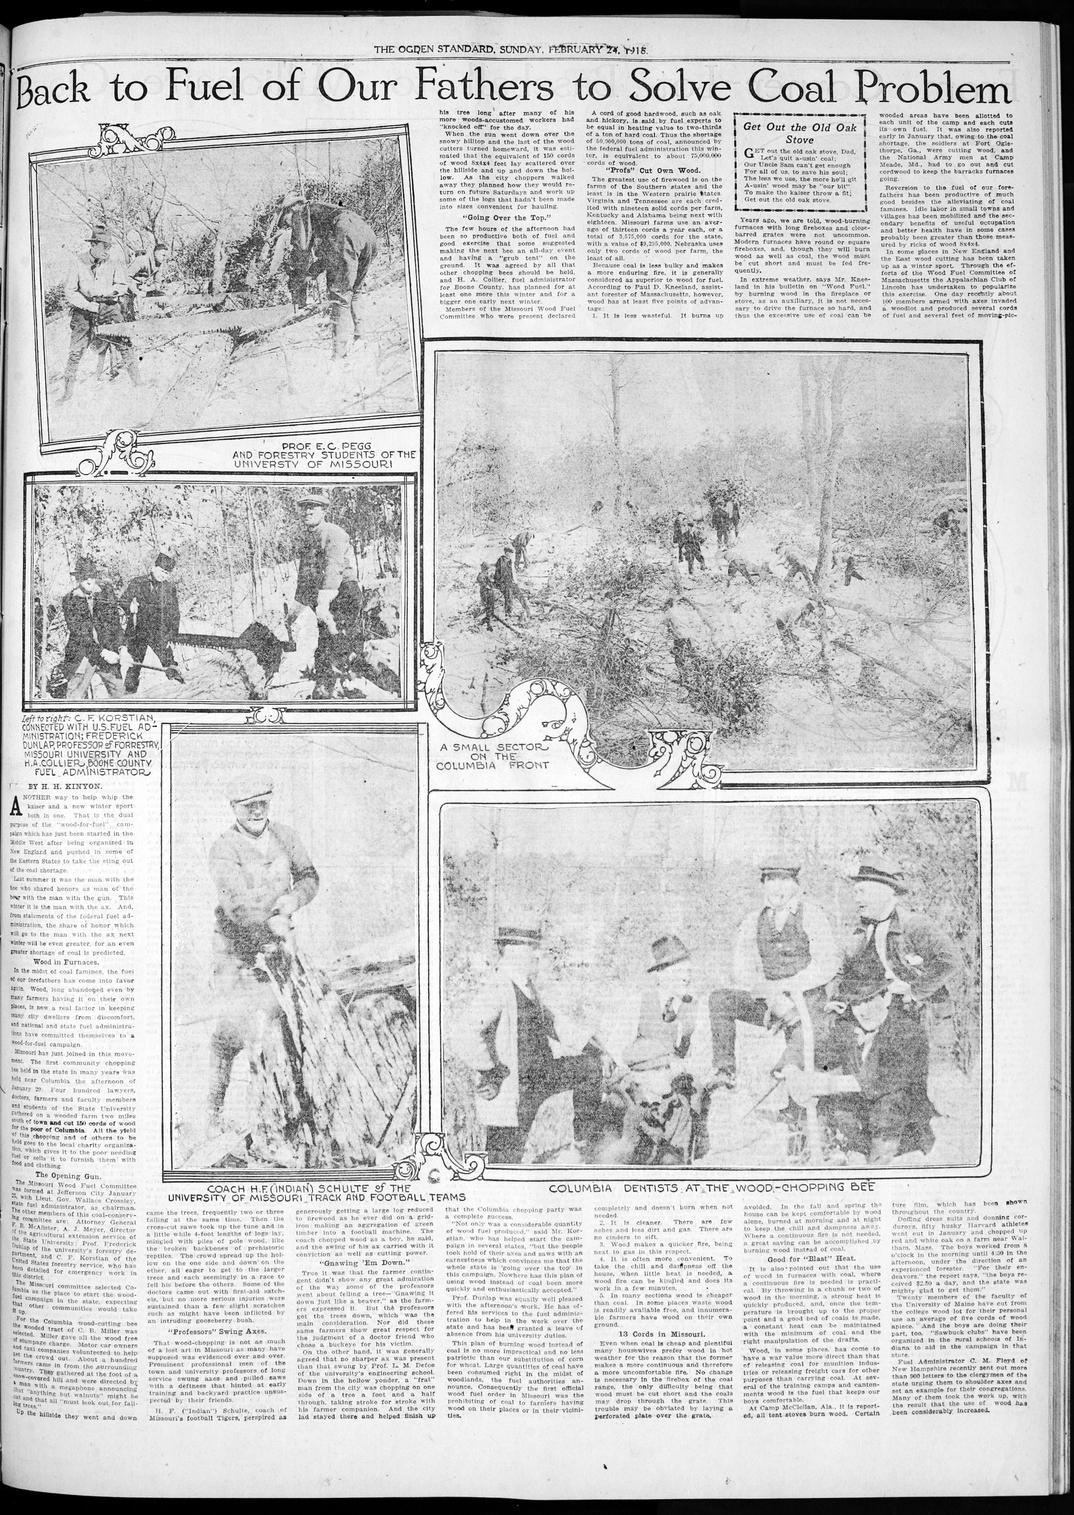 THE OGDEN STANDARD, SUNDAY, FEBRUARY 24, 1918.
Back to Fuel of Our Fathers to Solve Coal Problem
PROF. E. C. PEGG
AND FORESTRY STUDENTS OF THE
UNIVERSTY OF MISSOURI
Left to right: C. F. KORSTIAN,
CONNECTED WITH U.S. FUEL AD-
MINISTRATION; FREDERICK
DUNLAP, PROFESSOR of FORRESTRY,
MISSOURI UNIVERSITY AND
H.A. COLLIER, BOONE COUNTY
FUEL ADMINISTRATOR
BY H. H. KINYON.
ANOTHER way to help whip the
kaiser and a new winter sport
both in one. That is the dual
purpose of the "wood-for-fuel" cam-
paign which has just been started in the
Middle West after being organized in
New England and pushed in some of
the Eastern States to take the sting out
of the coal shortage.
Last summer it was the man with the
hoe who shared honors as man of the
hour with the man with the gun. This
winter it is the man with the ax. And,
from statements of the federal fuel ad-
ministration, the share of honor which
will go to the man with the ax next
winter will be even greater, for an even
greater shortage of coal is predicted.
Wood in Furnaces.
In the midst of coal famines, the fuel
of our forefathers has come into favor
again. Wood, long abandoned even by
many farmers having it on their own
places, is now a real factor in keeping
many city dwellers from discomfort,
and national and state fuel administra-
tions have committed themselves to a
wood-for-fuel campaign.
Missouri has just joined in this move-
ment. The first community chopping
bee held in the state in many years was
held near Columbia the afternoon of
January 29. Four hundred lawyers,
doctors, farmers and faculty members
and students of the State University
gathered on a wooded farm two miles
south of town and cut 150 cords of wood
for the poor of Columbia. All the yield
of this chopping and of others to be
held goes to the local charity organiza-
tion, which gives it to the poor needing
fuel or sells it to furnish them with
food and clothing.
The Opening Gun.
The Missouri Wood Fuel Committee
was formed at Jefferson City January
with Lieut. Gov. Wallace Crossley,
state fuel administrator, as chairman.
The other members of this coal-conserv-
ing committee are: Attorney General
F. B. McAllister, A. J. Meyer, director
of the agricultural extension service of
the State University; Prof. Frederick
Dunlap of the university's forestry de-
partment, and C. F. Korstian of the
United States forestry service, who has
been detailed for emergency work in
this district.
The Missouri committee selected Co-
lumbia as the place to start the wood-
fuel campaign in the state, expecting
that other communities would take
it up.
For the Columbia wood-cutting bee
the wooded tract of C. B. Miller was
selected. Miller gave all the wood free
Motor car owners
and taxi companies volunteered to help
get the crowd out. About a hundred
farmers came in from the surrounding
They gathered at the foot of a
snow-covered hill and were directed by
a man with a megaphone announcing
that "anything but walnut might be
cut and that all "must look out for fall-
ing trees."
Up the hillside they went and down
came the trees, frequently two or three
falling at the same time. Then the
cross-cut saws took up the tune and in
a little while 4-foot lengths of logs lay,
mingling with piles of pole wood, like
the broken backbones of prehistoric
reptiles. The crowd spread up the hol-
low on the one side and down on the
other, all eager to get to the larger
trees and each seemingly in a race to
fell his before the others. Some of the
doctors came out with first-aid satch-
els, but no more serious injuries were
sustained than a few slight scratches
such as might have been inflicted by
an intruding gooseberry bush.
"Professors" Swing Axes.
That wood-chopping is not as much
of a lost art in Missouri as many have
supposed was evidenced over and over.
Prominent professional men of the
town and university professors of long
service swung axes and pulled saws
with a deftness that hinted at early
training and backyard practice unsus-
pected by their friends.
H. F. ("Indian") Schulte, coach of
Missouri's football Tigers, perspired as
generously getting a large log reduced
to firewood as he ever did on a grid-
iron making an aggregation of green
timber into a football machine. The
coach chopped wood as a boy, he said,
and the swing of his ax carried with it
conviction as well as cutting power.
"Gnawing 'Em Down."
True it was that the farmer contin-
gent didn't show any great admiration
of the way some of the professors
went about felling a tree—"Gnawing it
down just like a beaver," as the farm-
ers expressed it. But the professors
got the trees down, which was the
main consideration. Nor did these
same farmers show great respect for
the judgment of a doctor friend who
chose a buckeye for his victim.
On the other hand, it was generally
agreed that no sharper ax was present
than that swung by Prof. L. M. Defoe
of the university's engineering school.
Down in the hollow yonder, a "frail"
man from the city was chopping on one
side of a tree a foot and a half
through, taking stroke for stroke with
his farmer companion. And the city
lad stayed there and helped finish up
his tree long after many of his
more woods-accustomed workers had
"knocked off" for the day.
When the sun went down over the
snowy hilltop and the last of the wood
cutters turned homeward, it was esti-
mated that the equivalent of 150 cords
of wood 8x4x4 feet lay scattered over
the hillside and up and down the hol-
low. As the city choppers walked
away they planned how they would re-
turn on future Saturdays and work up
some of the logs that hadn't been made
into sizes convenient for hauling.
"Going Over the Top."
The few hours of the afternoon had
been so productive both of fuel and
good exercise that some suggested
making the next bee an all-day event
and having a "grub tent" on the
ground. It was agreed by all that
other chopping bees should be held,
and H. A. Collier, fuel administrator
for Boone County, has planned for at
least one more this winter and for a
bigger one early next fall.
Members of the Missouri Wood Fuel
Committee who were present declared
that the Columbia chopping party was
a complete success.
"Not only was a considerable quantity
of wood fuel produced," said Mr. Kor-
stian, who has helped start the cam-
paign in several states, "but the people
took hold of their axes and saws with an
earnestness which convinces me that the
whole state is 'going over the top' in
this campaign. Nowhere has this plan of
using wood instead of coal been more
quickly and enthusiastically accepted."
Prof. Dunlap was equally well pleased
with the afternoon's work. He has of-
fered his services to the fuel adminis-
tration to help in the work over the
state and has been granted a leave of
absence from his university duties.
This plan of burning wood instead of
coal is no more impractical and no less
patriotic than our substitution of corn
for wheat. Large quantities of coal have
been consumed right in the midst of
woodlands, the fuel authorities an-
nounce. Consequently the first official
wood fuel order in Missouri was the
prohibiting of coal to farmers having
wood on their places or in their vicini-
ties.
A cord of good hardwood, such as oak
and hickory, is said by fuel experts to
be equal in heating value to two-thirds
of a ton of hard coal. Thus the shortage
of 50,000,000 tons of coal, announced by
the federal fuel administration this win-
ter, is equivalent to about 75,000,000
cords of wood.
"Profs" Cut Own Wood.
The greatest use of firewood is on the
farms of the Southern states and the
least is in the Western prairie states.
Virginia and Tennessee are each cred-
ited with nineteen solid cords per farm,
Kentucky and Alabama being next with
eighteen. Missouri farms use an aver-
age of thirteen cords a year each, or a
total of 3,675,000 cords for the state,
with a value of $9,295,000. Nebraska uses
only two cords of wood per farm, the
least of all.
Because coal is less bulky and makes
a more enduring fire, it is generally
considered as superior to wood for fuel.
According to Paul D. Kneeland, assist-
ant forester of Massachusetts, however,
wood has at least five points of advan-
tage:
1. It is less wasteful. It burns up
completely and doesn't burn when not
needed.
2. It is cleaner. There are few
ashes and less dirt and gas. There are
no cinders to sift.
3. Wood makes a quicker fire, being
next to gas in this respect.
4. It is often more convenient. To
take the chill and dampness off the
house, when little heat is needed, a
wood fire can be kindled and does its
work in a few minutes.
5. In many sections wood is cheaper
than coal. In some places waste wood
is readily available free, and innumera-
ble farmers have wood on their own
ground.
13 Cords in Missouri.
Even when coal is cheap and plentiful
many housewives prefer wood in hot
weather for the reason that the former
makes a more continuous and therefore
a more uncomfortable fire. No change
is necessary in the firebox of the coal
range, the only difficulty being that
wood must be cut short and the coals
may drop through the grate. This
trouble may be obviated by laying a
perforated plate over the grate.
Get Out the Old Oak
Stove
GET out the old oak stove, Dad,
Let's quit a-usin' coal;
Our Uncle Sam can't get enough
For all of us, to save his soul;
The less we use, the more he'll git
A-usin' wood may be "our bit"
To make the kaiser throw a fit;
Get out the old oak stove.
Years ago, we are told, wood-burning
furnaces with long fireboxes and close-
barred grates were not uncommon.
Modern furnaces have round or square
fireboxes, and, though they will burn
wood as well as coal, the wood must
be cut short and must be fed fre-
quently.
In extreme weather, says Mr. Knee-
land in his bulletin on "Wood Fuel,"
by burning wood in the fireplace or
stove, as an auxiliary, it is not neces-
sary to drive the furnace so hard, and
thus the excessive use of coal can be
avoided. In the fall and spring the
house can be kept comfortable by wood
alone, burned at morning and at night
to keep the chill and dampness away.
Where a continuous fire is not needed,
a great saving can be accomplished by
burning wood instead of coal.
Good for "Blast" Heat.
It is also pointed out that the use
of wood in furnaces with coal, where
a continuous fire is needed, is practi-
cal. By throwing in a chunk or two of
wood in the morning, a strong heat is
quickly produced, and, once the tem-
perature is brought up to the proper
point and a good bed of coals is made,
a constant heat can be maintained
with the minimum of coal and the
right manipulation of the drafts.
Wood, in some places, has come to
have a war use more direct than that
of releasing coal for munition indus-
tries or releasing freight cars for other
purposes than carrying coal. At sev-
eral of the training camps and canton-
ments wood is the fuel that keeps our
boys comfortable.
At Camp McClellan, Ala., it is report-
ed, all tent stoves burn wood. Certain
wooded areas have been allotted to
each unit of the camp and each cuts
its own fuel. It was also reported
early in January that, owing to the coal
shortage, the soldiers at Fort Ogle-
thorpe, Ga., were cutting wood, and
the National Army men at Camp
Meade, Md., had to go out and cut
cordwood to keep the barracks furnaces
going.
Reversion to the fuel of our fore-
fathers has been productive of much
good besides the alleviating of coal
famines. Idle labor in small towns and
villages has been mobilized and the sec-
ondary benefits of useful occupation
and better health have in some cases
probably been greater than those meas-
ured by ricks of wood 8x4x4.
In some places in New England and
the East wood cutting has been taken
up as a winter sport. Through the ef-
forts of the Wood Fuel Committee of
Massachusetts the Appalachian Club of
Lincoln has undertaken to popularize
this exercise. One day recently about
100 members armed with axes invaded
a woodlot and produced several cords
of fuel and several feet of moving-pic-
ture film, which has been shown
throughout the country.
Doffing dress suits and donning cor-
duroys, fifty husky Harvard athletes
went out in January and chopped up
red and white oak on a farm near Wal-
tham, Mass. The boys worked from 8
o'clock in the morning until 4:30 in the
afternoon, under the direction of an
experienced forester. "For their en-
deavors," the report says, "the boys re-
ceived $2.50 a day, and the state was
mighty glad to get them."
Twenty members of the faculty of
the University of Maine have cut from
the college wood lot for their personal
use an average of five cords of wood
apiece. And the boys are doing their
part, too. "Sawbuck clubs" have been
organized in the rural schools of In-
diana to aid in the campaign in that
state.
Fuel Administrator C. M. Floyd of
New Hampshire recently sent out more
than 900 letters to the clergymen of the
state urging them to shoulder axes and
set an example for their congregations.
Many of them took the work up, with
the result that the use of wood has
been considerably increased.
A SMALL SECTOR
ON THE
COLUMBIA FRONT
COACH H.F. (INDIAN) SCHULTE of THE
UNIVERSITY OF MISSOURI TRACK AND FOOTBALL TEAMS
COLUMBIA DENTISTS AT THE WOOD-CHOPPING BEE